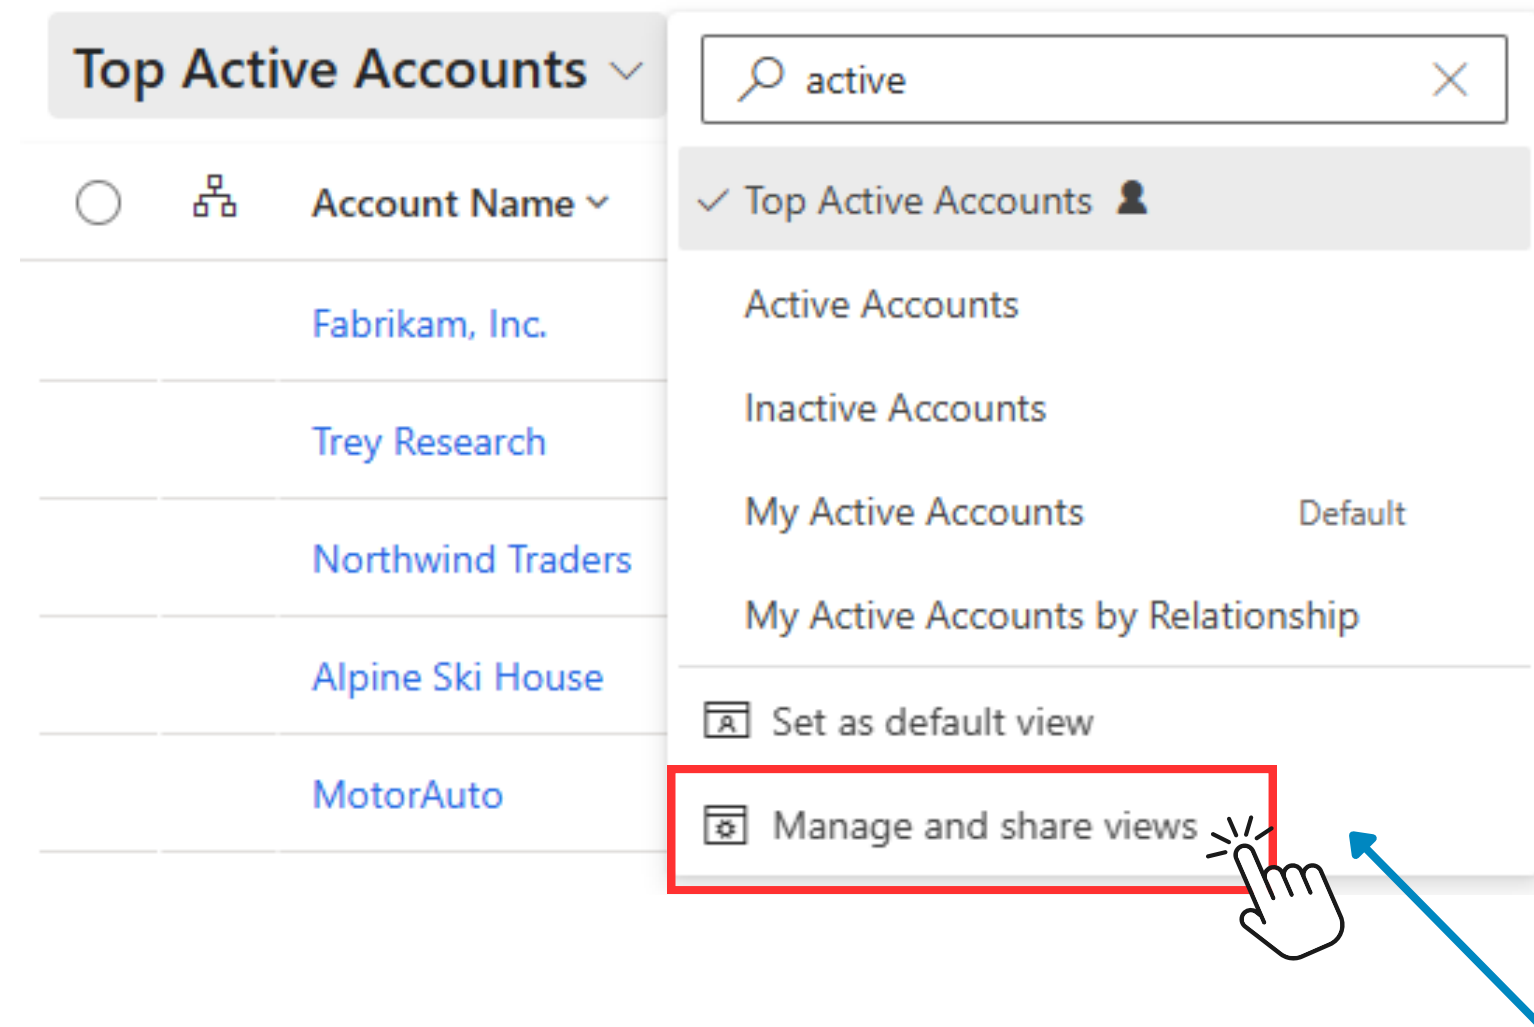 Top Active Accounts
Account Name
Fabrikam, Inc.
Trey Research
Northwind Traders
Alpine Ski House
MotorAuto
active
Top Active Accounts
Active Accounts
Inactive Accounts
My Active Accounts Default
My Active Accounts by Relationship
Set as default view
Manage and share views